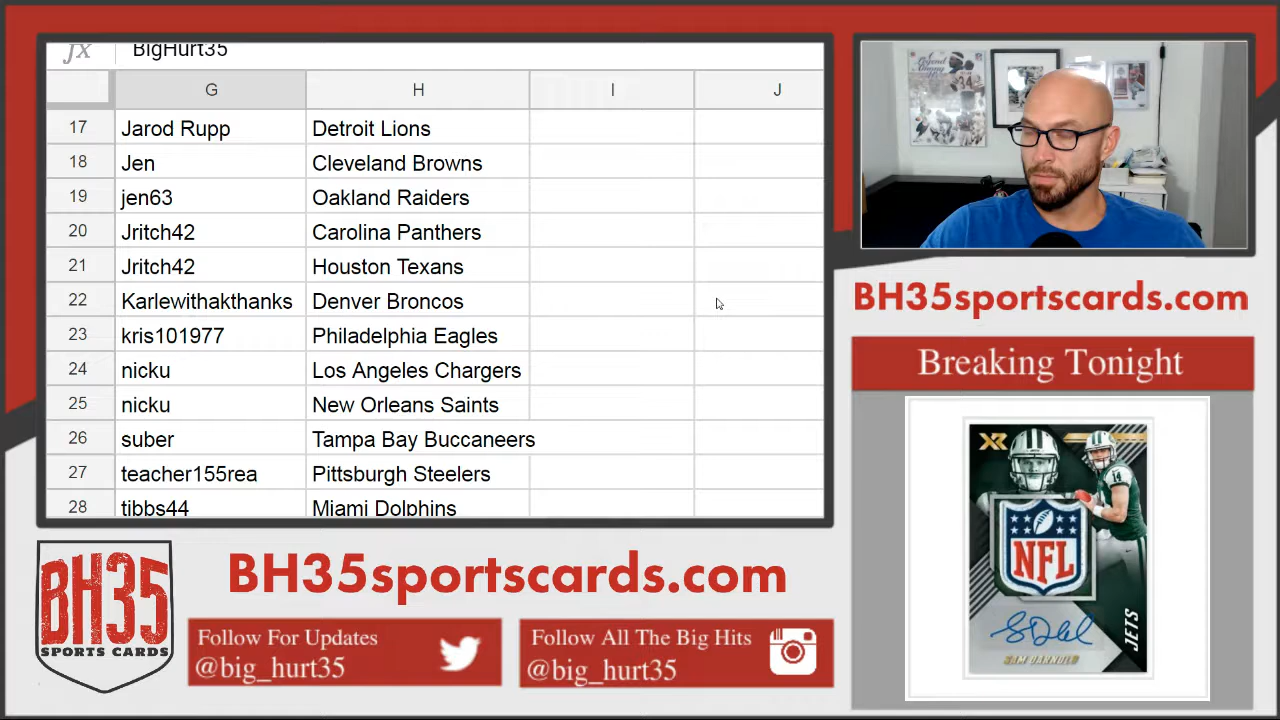 fx BigHurt35
G H I J
17 Jarod Rupp Detroit Lions
18 Jen Cleveland Browns
19 jen63 Oakland Raiders
20 Jritch42 Carolina Panthers
21 Jritch42 Houston Texans
22 Karlewithakthanks Denver Broncos
23 kris101977 Philadelphia Eagles
24 nicku Los Angeles Chargers
25 nicku New Orleans Saints
26 suber Tampa Bay Buccaneers
27 teacher155rea Pittsburgh Steelers
28 tibbs44 Miami Dolphins
BH35sportscards.com
Breaking Tonight
XR
14
NFL
JETS
SAM DARNOLD
BH35
SPORTS CARDS
BH35sportscards.com
Follow For Updates
@big_hurt35
Follow All The Big Hits
@big_hurt35